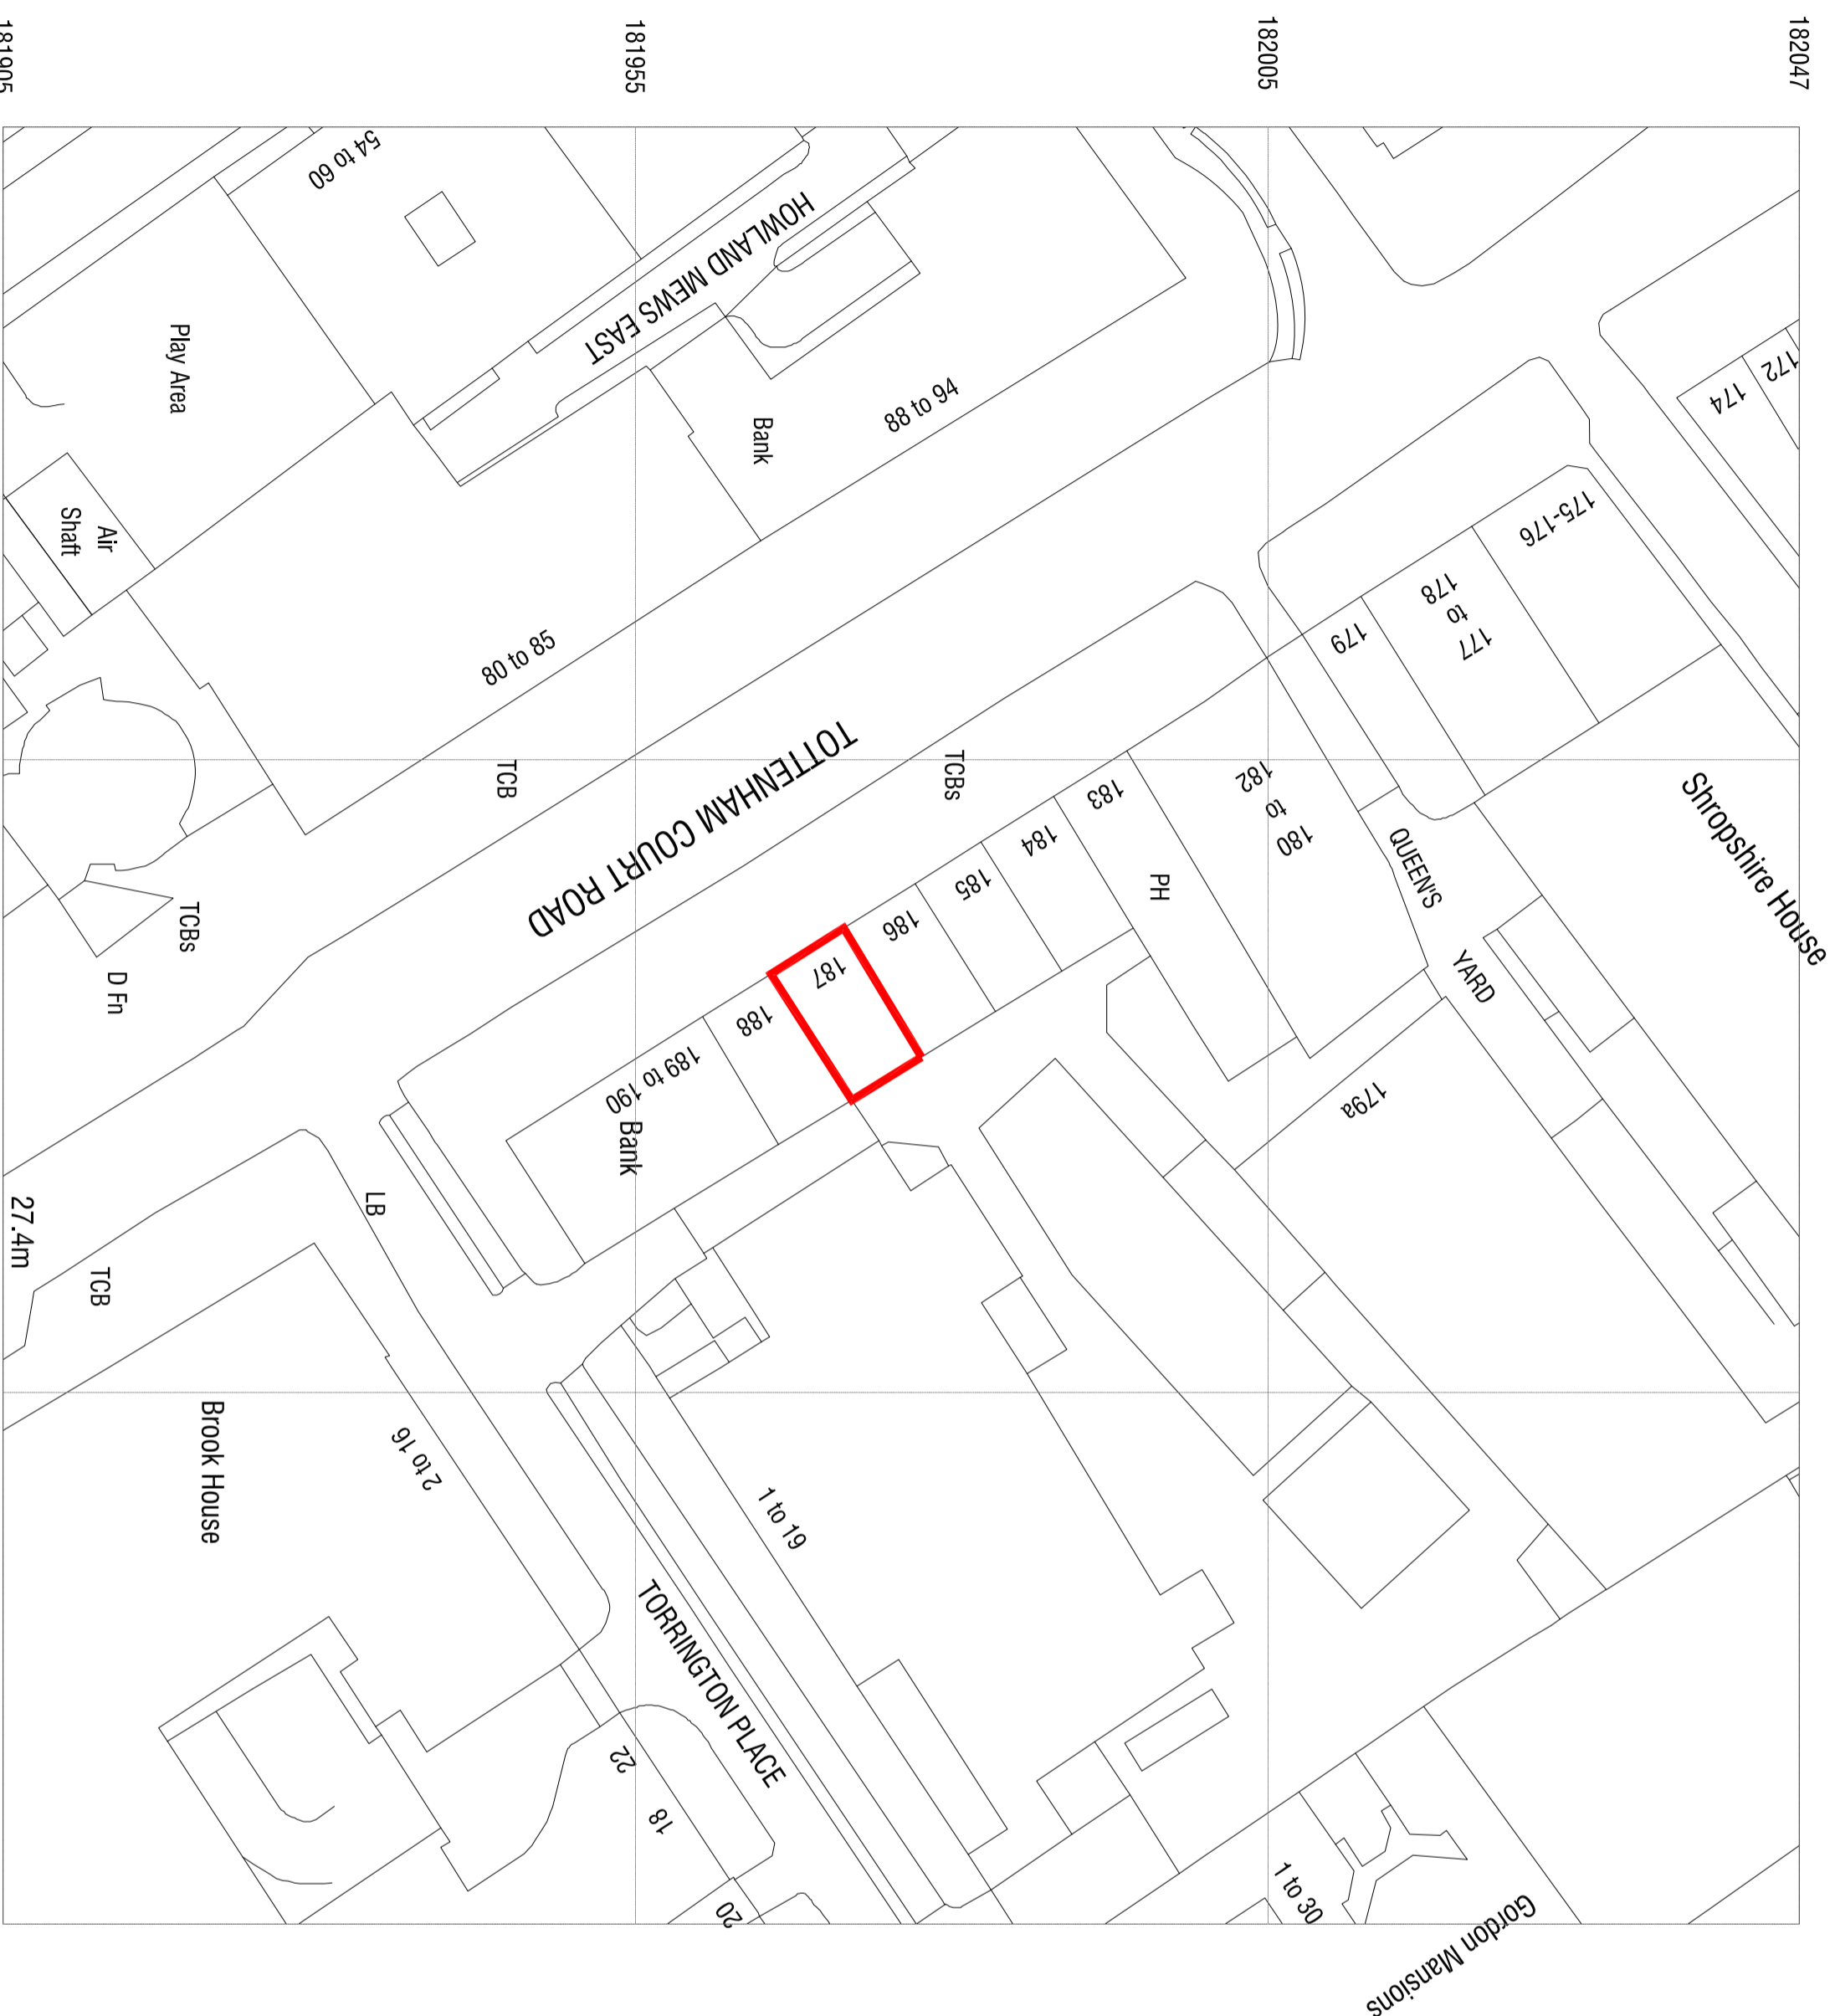 181905
181955
182005
182047
54 to 60
HOWLAND MEWS EAST
Play Area
Bank
88 to 94
172
174
175-176
177
to
178
179
Air
Shaft
80 to 85
TCB
TOTTENHAM COURT ROAD
TCBs
180
to
182
183
184
185
186
187
188
189 to 190
Bank
PH
QUEEN'S
YARD
Shropshire House
179a
TCBs
D Fn
LB
27.4m
TCB
Brook House
2 to 16
1 to 19
TORRINGTON PLACE
22
18
20
1 to 30
Gordon Mansions